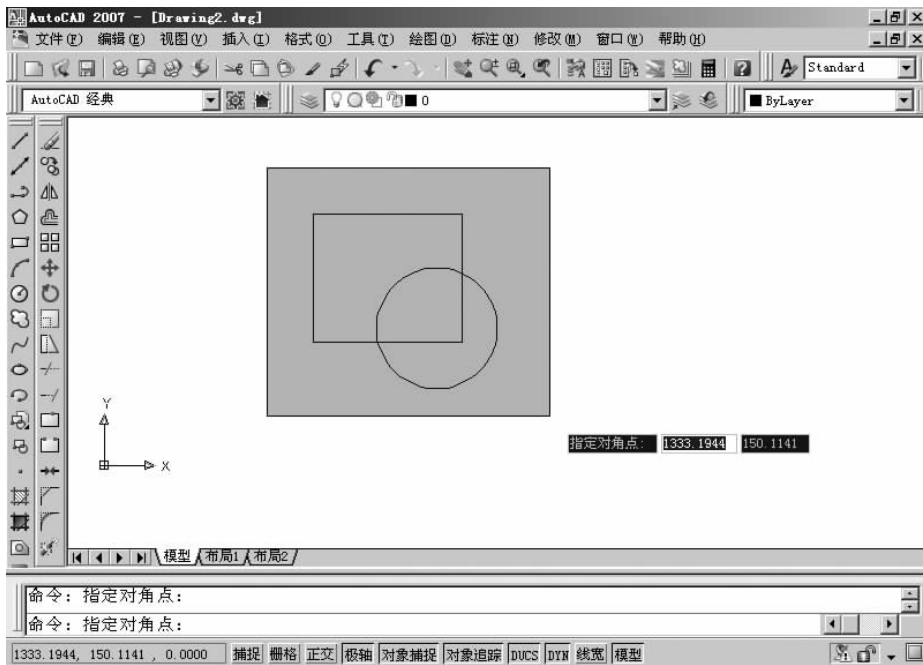 AutoCAD 2007 - [Drawing2.dwg]
文件(F) 编辑(E) 视图(V) 插入(I) 格式(O) 工具(T) 绘图(D) 标注(N) 修改(M) 窗口(W) 帮助(H)
Standard
AutoCAD 经典 0 ByLayer
指定对角点: 1333.1944 150.1141
Y
X
模型 布局1 布局2
命令: 指定对角点:
命令: 指定对角点:
1333.1944, 150.1141 , 0.0000 捕捉 栅格 正交 极轴 对象捕捉 对象追踪 DUCS DYN 线宽 模型